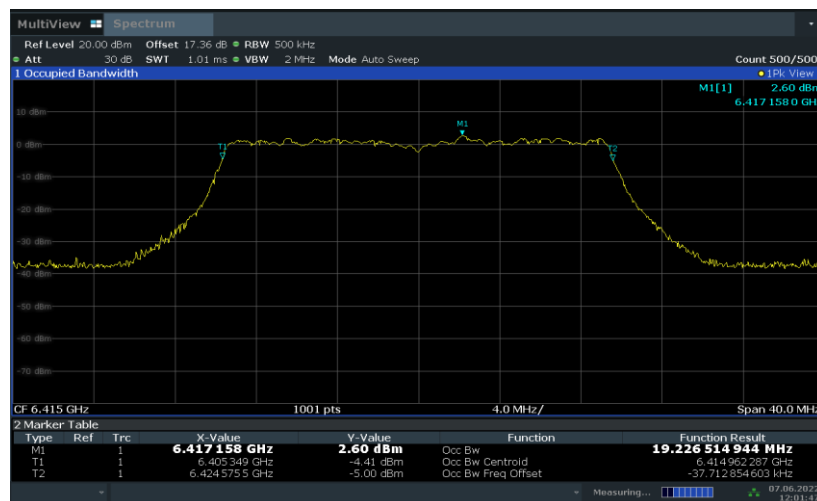 MultiView Spectrum
Ref Level 20.00 dBm Offset 17.36 dB RBW 500 kHz
Att 30 dB SWT 1.01 ms VBW 2 MHz Mode Auto Sweep Count 500/500
1 Occupied Bandwidth 1Pk View
M1[1] 2.60 dBm
6.417 158 0 GH
10 dBm
M1
0 dBm
T1
T2
-10 dBm
-20 dBm
-30 dBm
-40 dBm
-50 dBm
-60 dBm
-70 dBm
CF 6.415 GHz 1001 pts 4.0 MHz/ Span 40.0 MHz
2 Marker Table
Type Ref Trc X-Value Y-Value Function Function Result
M1 1 6.417 158 GHz 2.60 dBm Occ Bw 19.226 514 944 MHz
T1 1 6.405 349 GHz -4.41 dBm Occ Bw Centroid 6.414 962 287 GHz
T2 1 6.424 575 5 GHz -5.00 dBm Occ Bw Freq Offset -37.712 854 603 kHz
Measuring... 07.06.2022
12:01:47